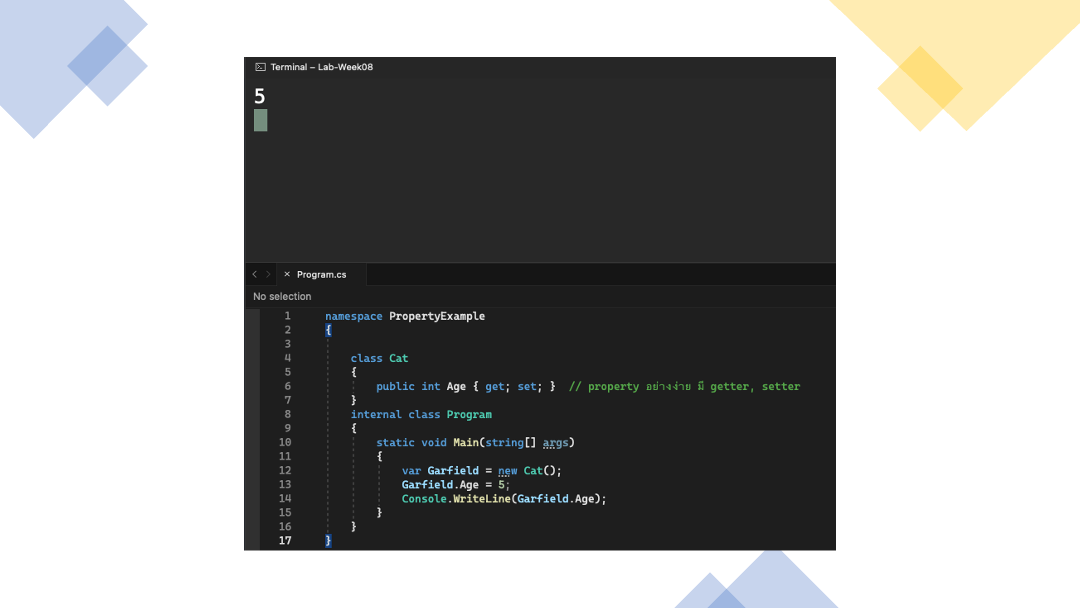 Terminal – Lab-Week08
5
Program.cs
No selection
1 namespace PropertyExample
2 {
3
4 class Cat
5 {
6 public int Age { get; set; } // property อย่างง่าย มี getter, setter
7 }
8 internal class Program
9 {
10 static void Main(string[] args)
11 {
12 var Garfield = new Cat();
13 Garfield.Age = 5;
14 Console.WriteLine(Garfield.Age);
15 }
16 }
17 }